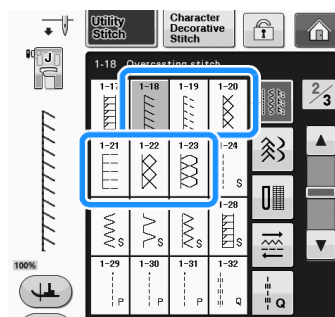 Utility
Stitch
Character
Decorative
Stitch
J
1-18 Overcasting stitch
1-17 1-18 1-19 1-20
2/3
1-21 1-22 1-23 1-24
S
1-28
S S S S
1-29 1-30 1-31 1-32
P P P Q
Q
100%